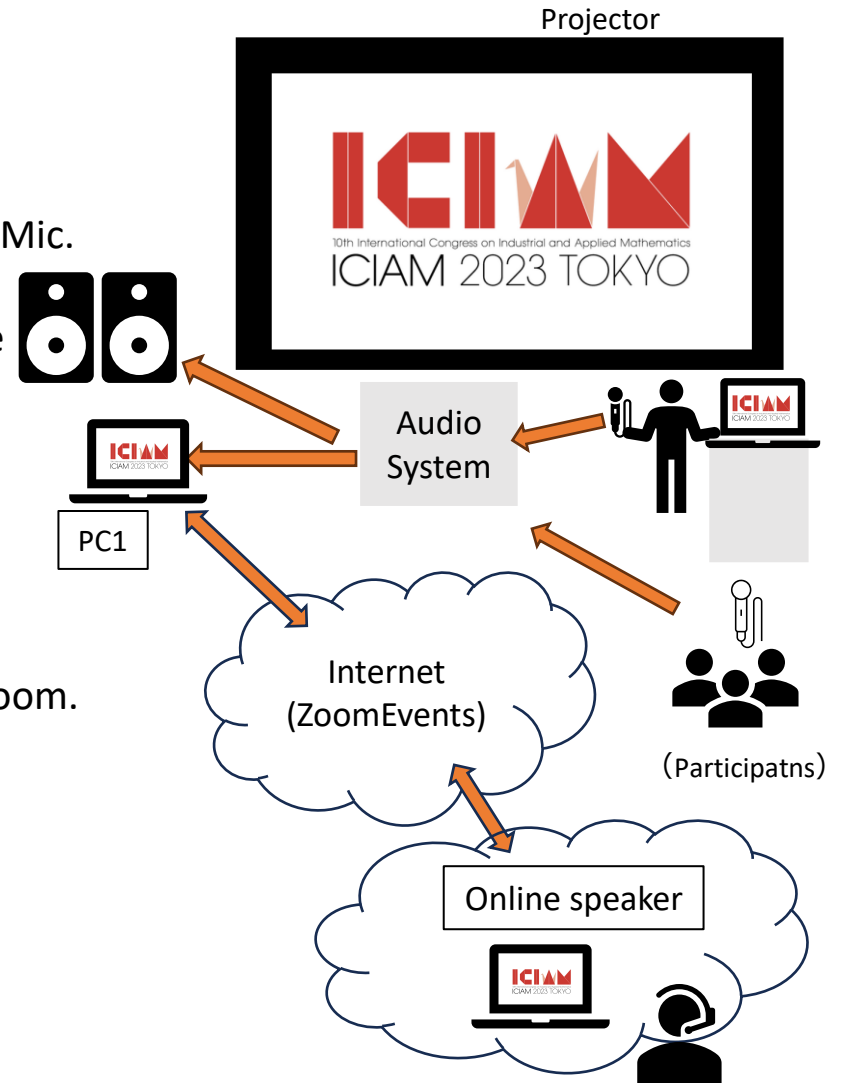 Projector
ICIAM
10th International Congress on Industrial and Applied Mathematics
ICIAM 2023 TOKYO
Mic.
e
Audio
System
ICIAM
ICIAM 2023 TOKYO
ICIAM
ICIAM 2023 TOKYO
PC1
Internet
(ZoomEvents)
oom.
（Participatns）
Online speaker
ICIAM
ICIAM 2023 TOKYO